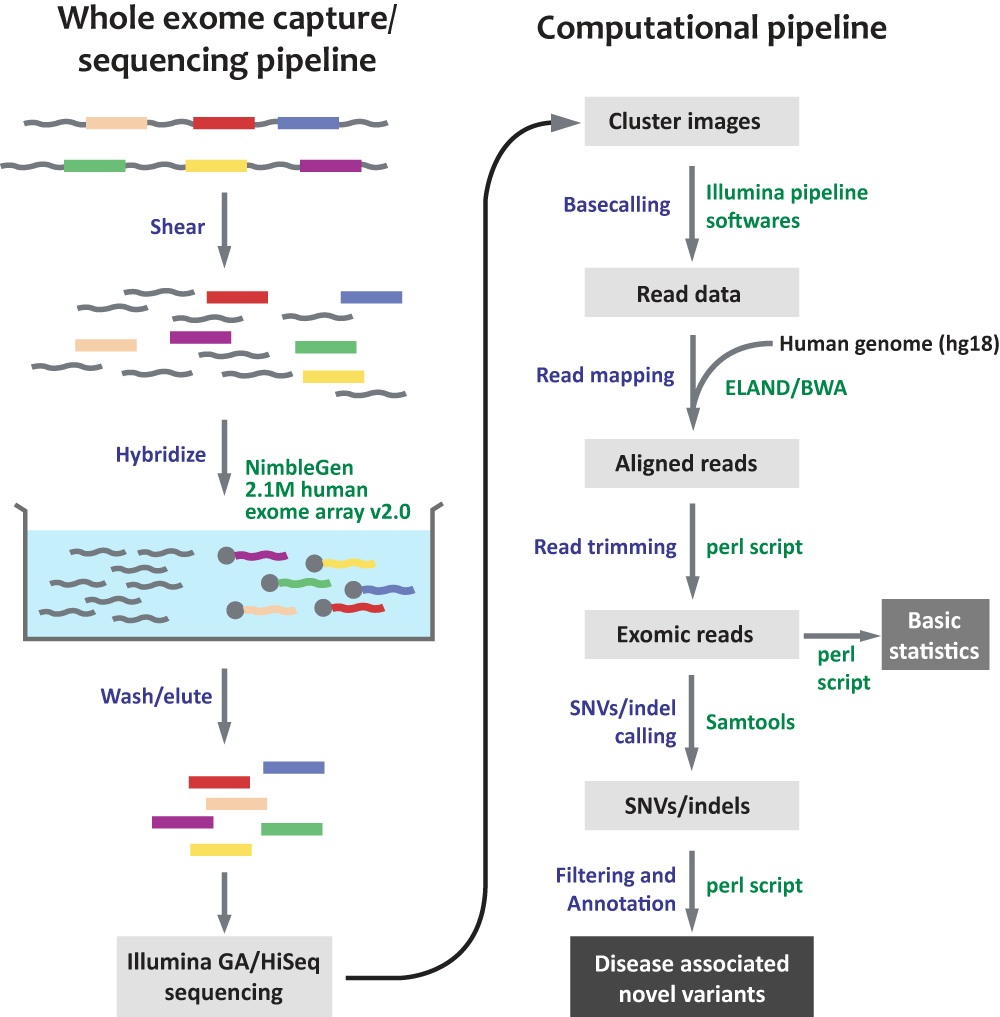 Whole exome capture/
sequencing pipeline
Shear
Hybridize
NimbleGen
2.1M human
exome array v2.0
Wash/elute
Illumina GA/HiSeq
sequencing
Computational pipeline
Cluster images
Basecalling
Illumina pipeline
softwares
Read data
Human genome (hg18)
Read mapping
ELAND/BWA
Aligned reads
Read trimming
perl script
Exomic reads
perl
script
Basic
statistics
SNVs/indel
calling
Samtools
SNVs/indels
Filtering and
Annotation
perl script
Disease associated
novel variants